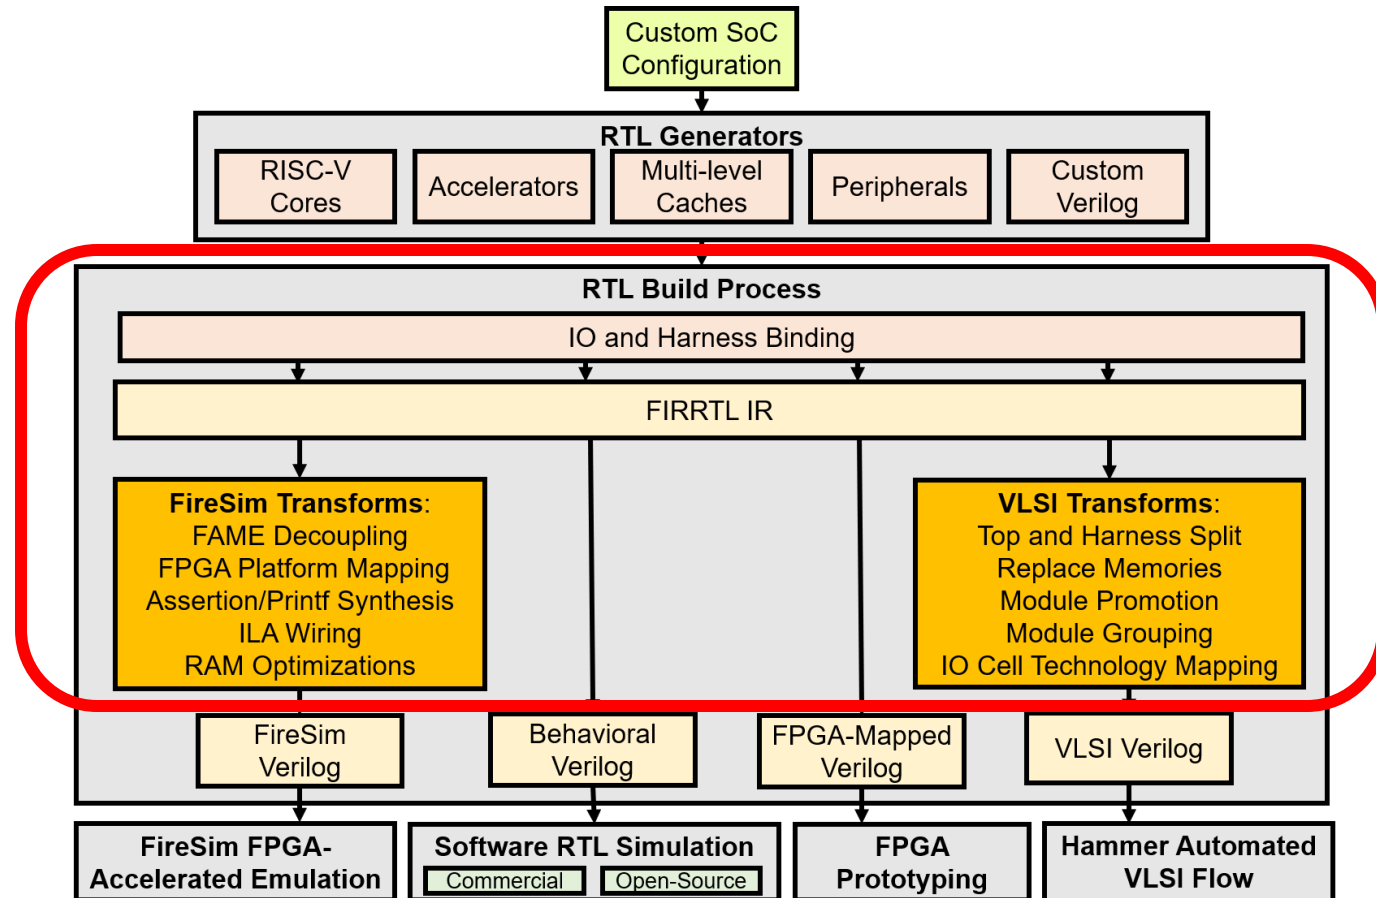 Custom SoC
Configuration
RTL Generators
RISC-V
Cores
Accelerators
Multi-level
Caches
Peripherals
Custom
Verilog
RTL Build Process
IO and Harness Binding
FIRRTL IR
FireSim Transforms:
FAME Decoupling
FPGA Platform Mapping
Assertion/Printf Synthesis
ILA Wiring
RAM Optimizations
VLSI Transforms:
Top and Harness Split
Replace Memories
Module Promotion
Module Grouping
IO Cell Technology Mapping
FireSim
Verilog
Behavioral
Verilog
FPGA-Mapped
Verilog
VLSI Verilog
FireSim FPGA-
Accelerated Emulation
Software RTL Simulation
Commercial
Open-Source
FPGA
Prototyping
Hammer Automated
VLSI Flow